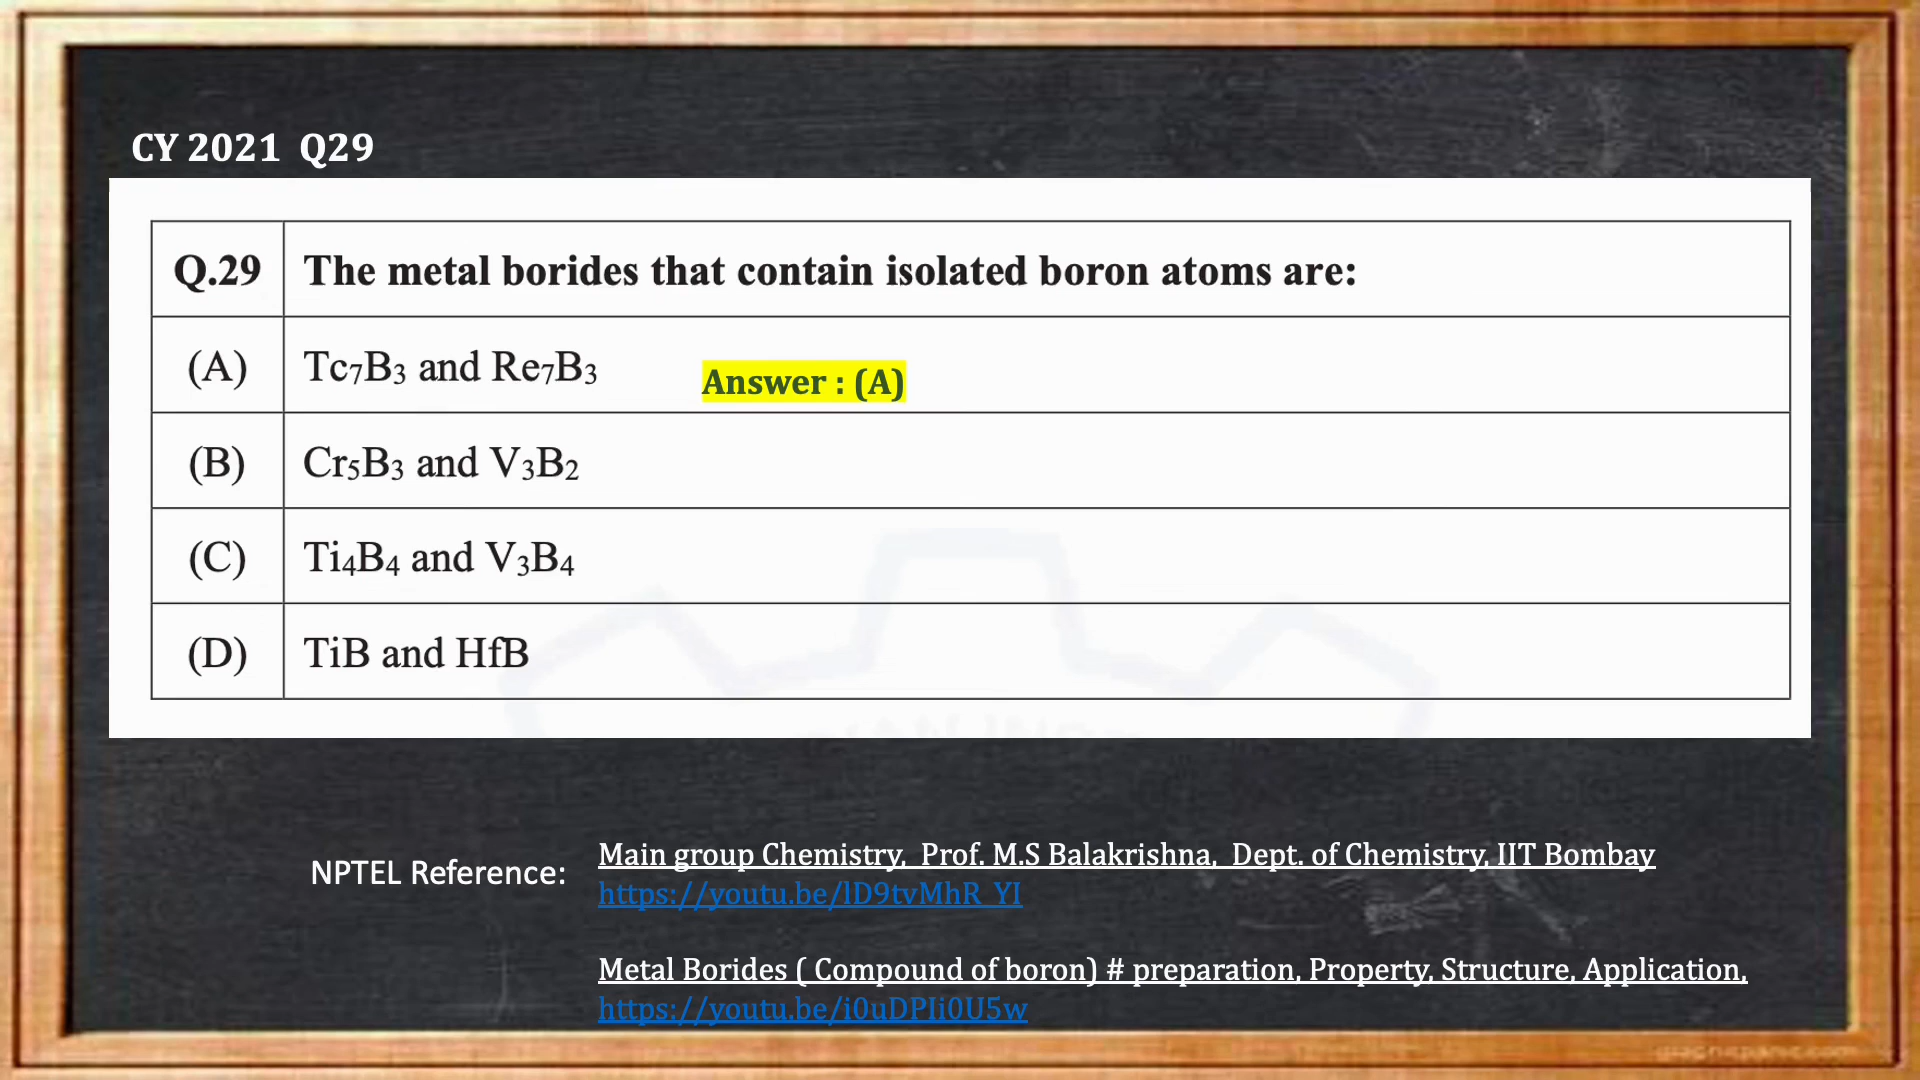 CY 2021 Q29
Q.29 The metal borides that contain isolated boron atoms are:
(A) Tc₇B₃ and Re₇B₃ Answer : (A)
(B) Cr₅B₃ and V₃B₂
(C) Ti₄B₄ and V₃B₄
(D) TiB and HfB
NPTEL Reference:
Main group Chemistry, Prof. M.S Balakrishna, Dept. of Chemistry, IIT Bombay
https://youtu.be/lD9tvMhR_YI
Metal Borides ( Compound of boron) # preparation, Property, Structure, Application,
https://youtu.be/i0uDPIi0U5w